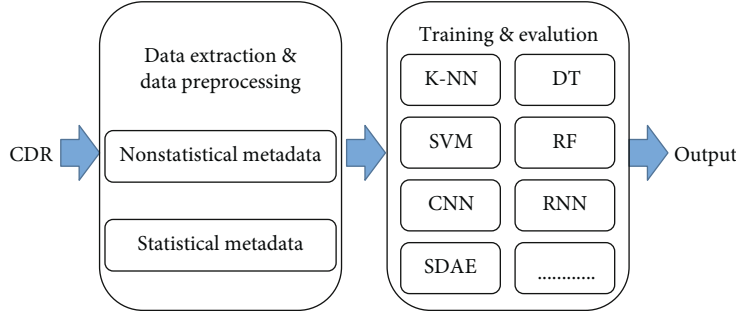 CDR
Data extraction &
data preprocessing
Nonstatistical metadata
Statistical metadata
Training & evalution
K-NN
DT
SVM
RF
CNN
RNN
SDAE
............
Output